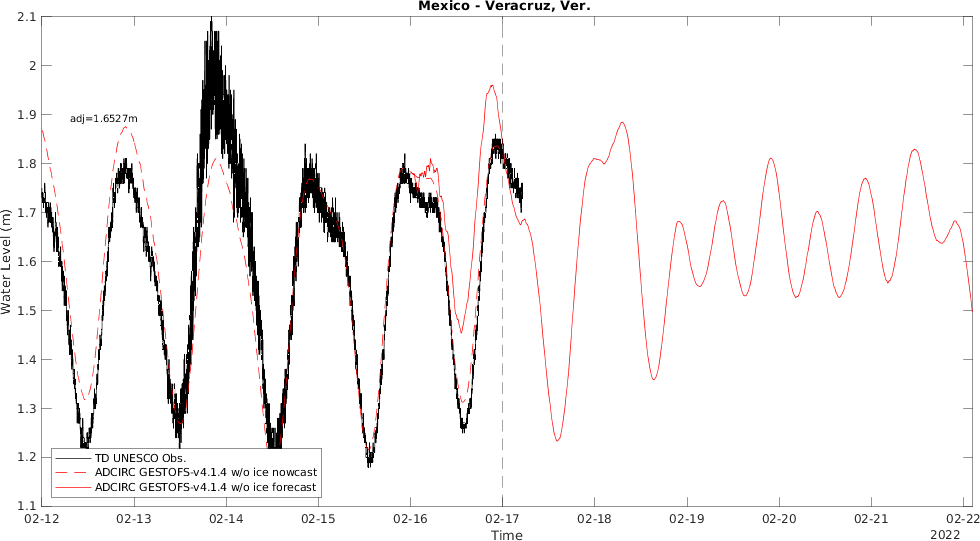 Mexico - Veracruz, Ver.
2.1
2
1.9
1.8
1.7
1.6
1.5
1.4
1.3
1.2
1.1
Water Level (m)
adj=1.6527m
TD UNESCO Obs.
ADCIRC GESTOFS-v4.1.4 w/o ice nowcast
ADCIRC GESTOFS-v4.1.4 w/o ice forecast
02-12 02-13 02-14 02-15 02-16 02-17 02-18 02-19 02-20 02-21 02-22
Time
2022